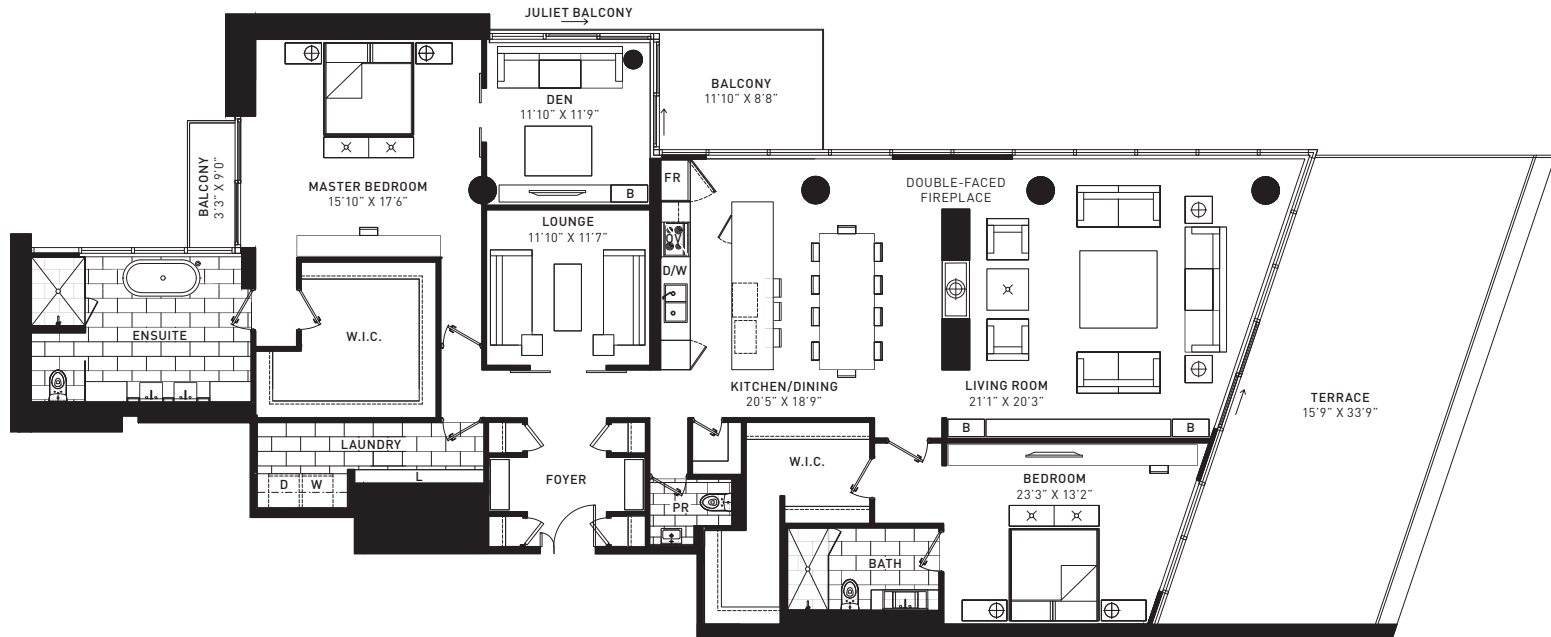 JULIET BALCONY
BALCONY
11'10" X 8'8"
DEN
11'10" X 11'9"
B
BALCONY
3'3" X 9'0"
MASTER BEDROOM
15'10" X 17'6"
LOUNGE
11'10" X 11'7"
FR
OV
D/W
DOUBLE-FACED
FIREPLACE
ENSUITE
W.I.C.
KITCHEN/DINING
20'5" X 18'9"
LIVING ROOM
21'1" X 20'3"
TERRACE
15'9" X 33'9"
B
B
LAUNDRY
D
W
L
FOYER
PR
W.I.C.
BEDROOM
23'3" X 13'2"
BATH